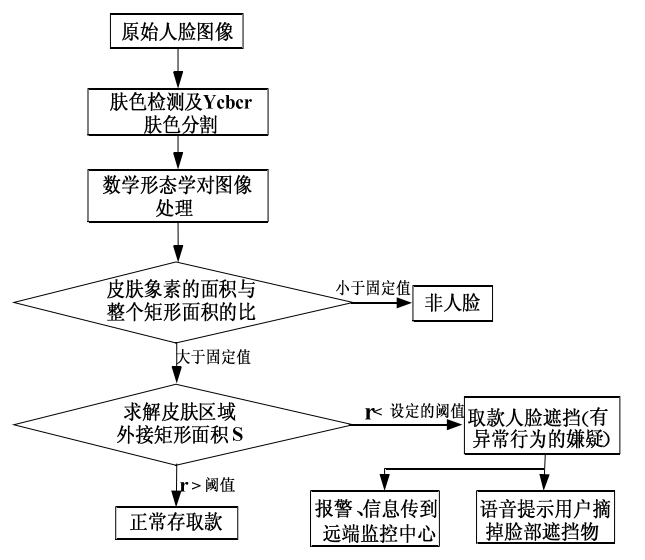 原始人脸图像
肤色检测及Ycbcr
肤色分割
数学形态学对图像
处理
皮肤象素的面积与
整个矩形面积的比
小于固定值
非人脸
大于固定值
求解皮肤区域
外接矩形面积 S
r< 设定的阈值
取款人脸遮挡(有
异常行为的嫌疑)
r > 阈值
正常存取款
报警、信息传到
远端监控中心
语音提示用户摘
掉脸部遮挡物